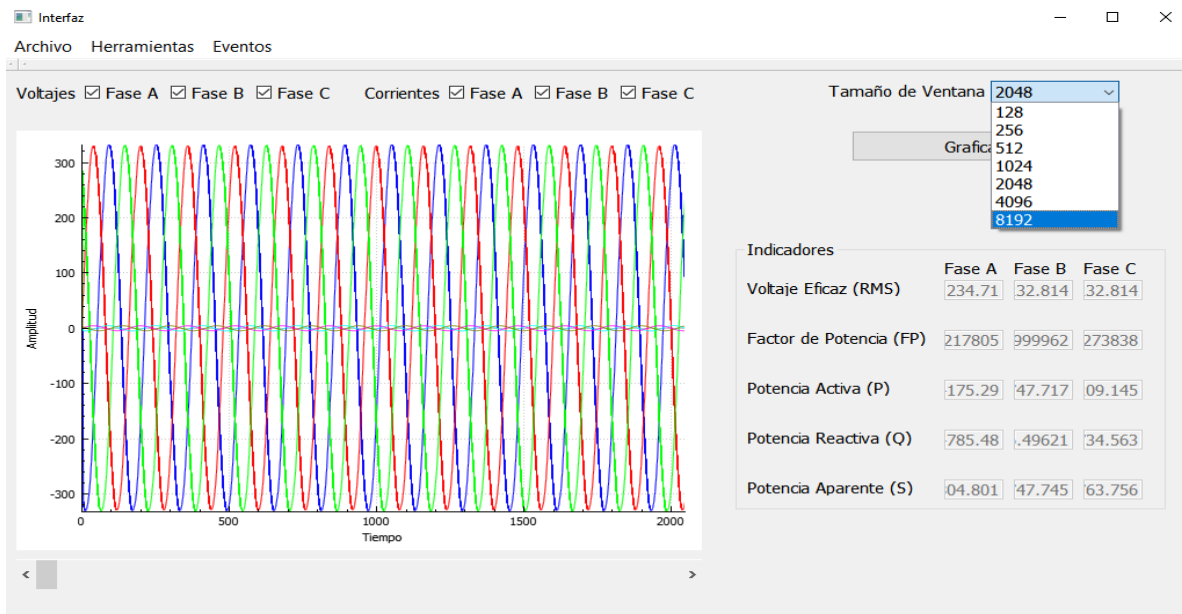 Interfaz
Archivo Herramientas Eventos
Voltajes Fase A Fase B Fase C Corrientes Fase A Fase B Fase C
Tamaño de Ventana 2048
128
256
512
1024
2048
4096
8192
300
200
100
0
-100
-200
-300
Amplitud
0 500 1000 1500 2000
Tiempo
Indicadores
Fase A Fase B Fase C
Voltaje Eficaz (RMS) 234.71 32.814 32.814
Factor de Potencia (FP) 217805 999962 273838
Potencia Activa (P) 175.29 47.717 09.145
Potencia Reactiva (Q) 785.48 .49621 34.563
Potencia Aparente (S) 04.801 47.745 63.756